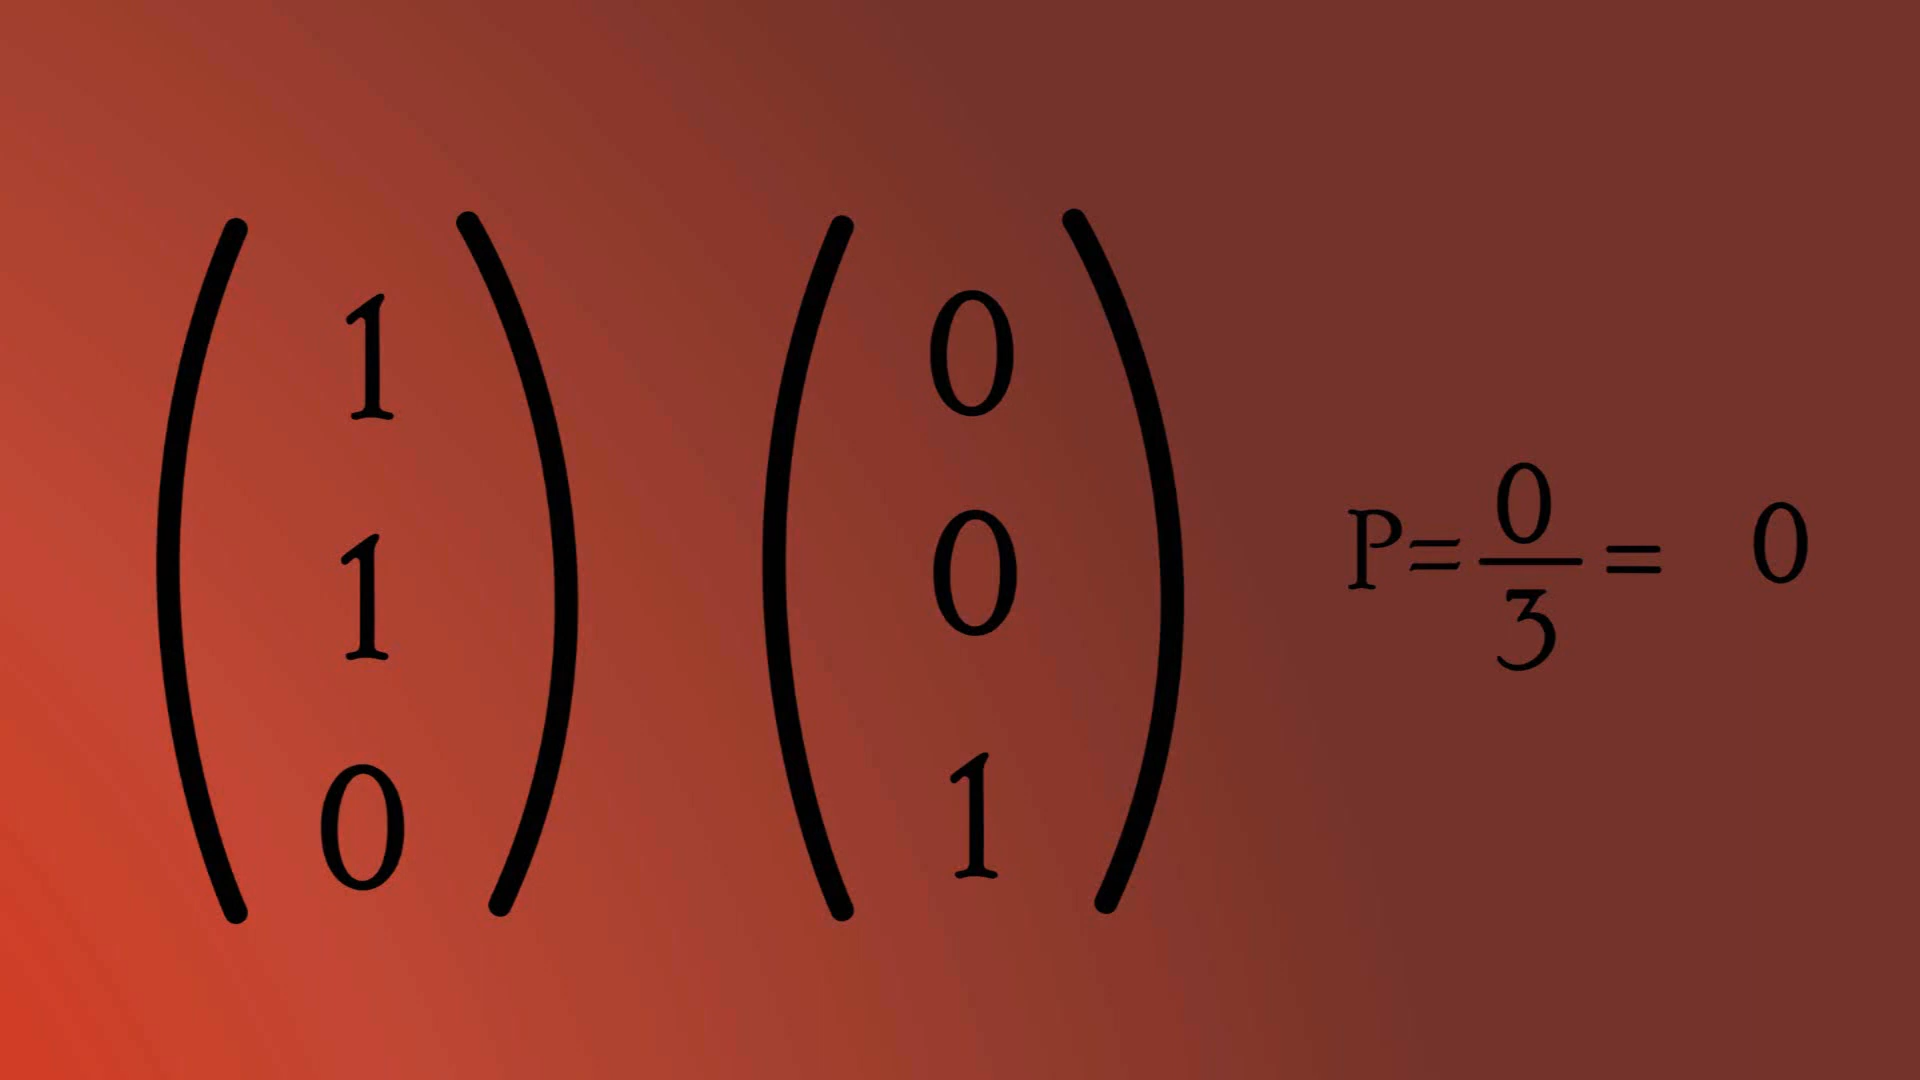 ( 1 ) ( 0 )
( 1 ) ( 0 ) P = 0/3 = 0
( 0 ) ( 1 )